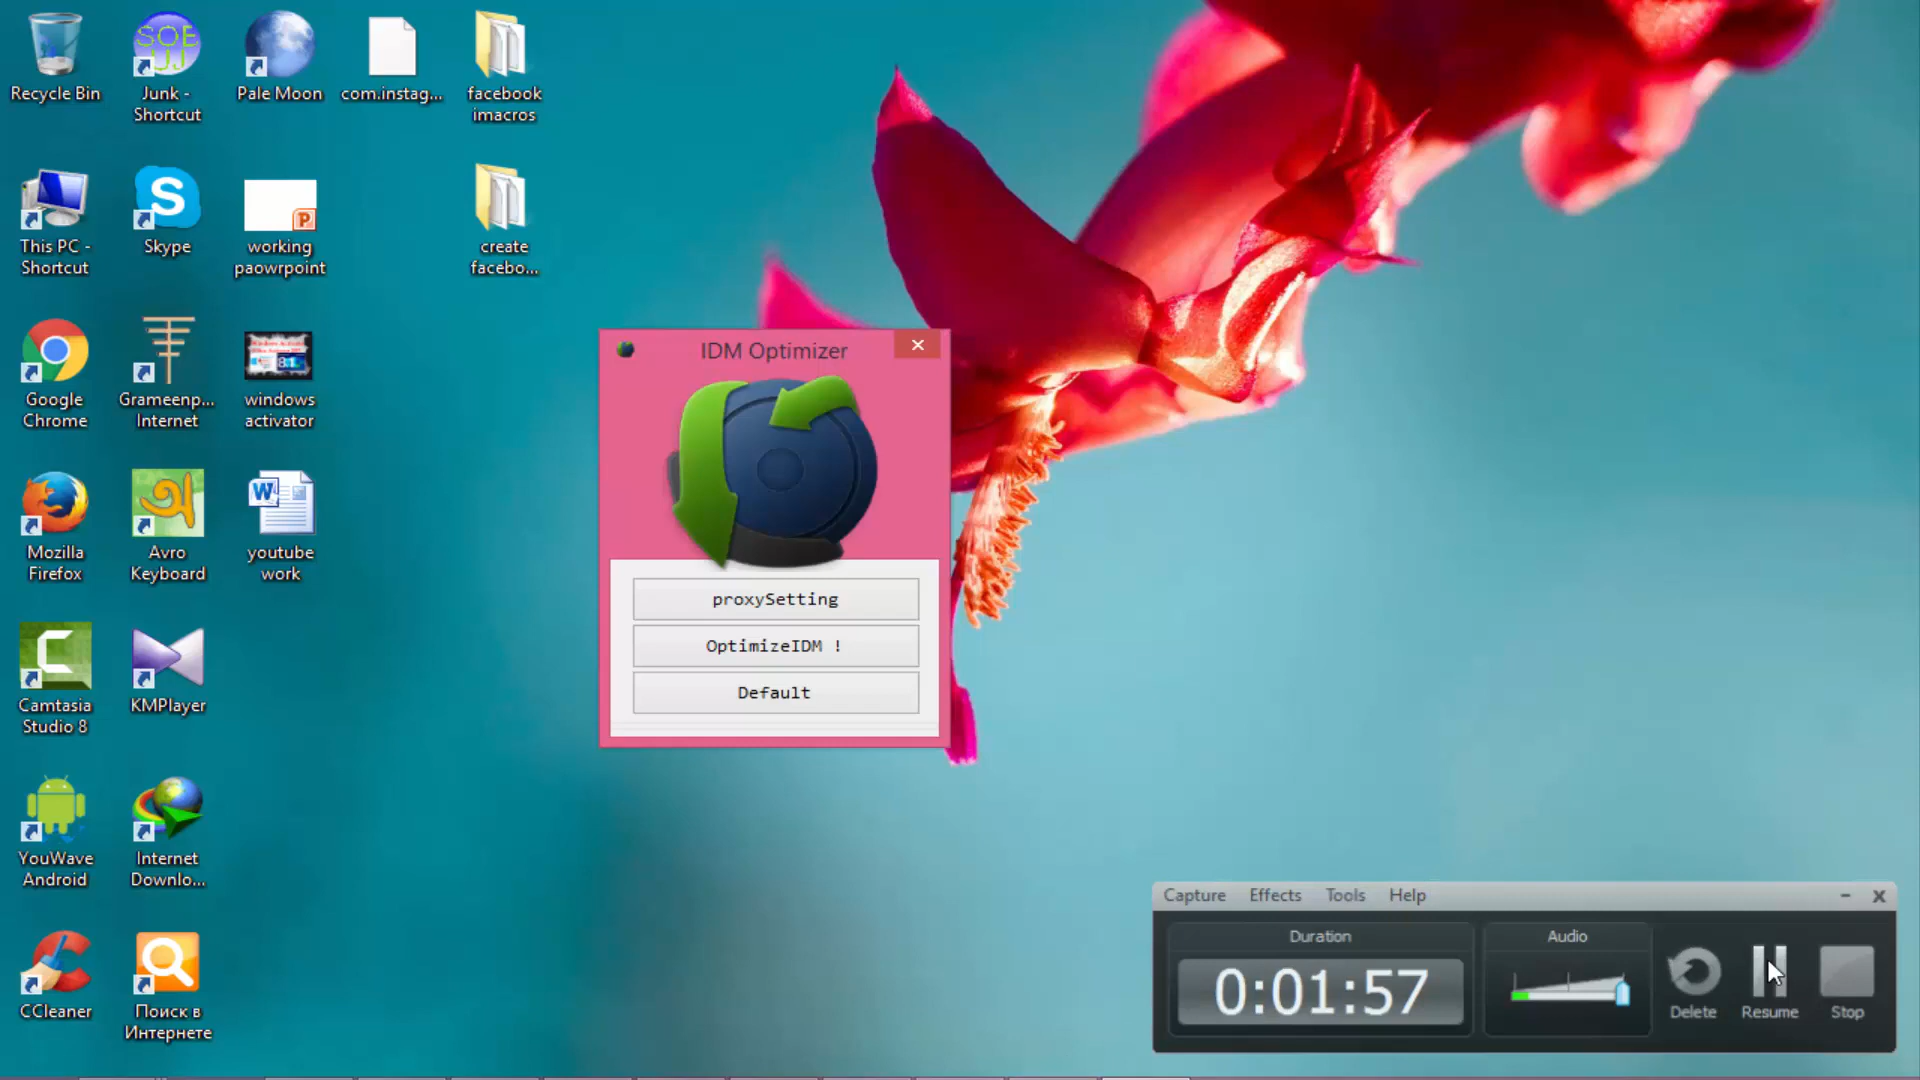 Recycle Bin
Junk -
Shortcut
Pale Moon
com.instag...
facebook
imacros
This PC -
Shortcut
Skype
working
paowrpoint
create
facebo...
Google
Chrome
Grameenp...
Internet
windows
activator
Mozilla
Firefox
Avro
Keyboard
youtube
work
Camtasia
Studio 8
KMPlayer
YouWave
Android
Internet
Downlo...
CCleaner
Поиск в
Интернете
IDM Optimizer
proxySetting
OptimizeIDM !
Default
Capture Effects Tools Help
Duration
0:01:57
Audio
Delete
Resume
Stop